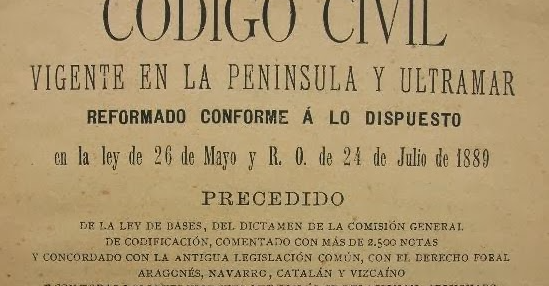 CÓDIGO CIVIL
VIGENTE EN LA PENINSULA Y ULTRAMAR
REFORMADO CONFORME Á LO DISPUESTO
en la ley de 26 de Mayo y R. O. de 24 de Julio de 1889
PRECEDIDO
DE LA LEY DE BASES, DEL DICTAMEN DE LA COMISIÓN GENERAL
DE CODIFICACIÓN, COMENTADO CON MÁS DE 2.500 NOTAS
Y CONCORDADO CON LA ANTIGUA LEGISLACIÓN COMÚN, CON EL DERECHO FORAL
ARAGONÉS, NAVARRO, CATALÁN Y VIZCAÍNO